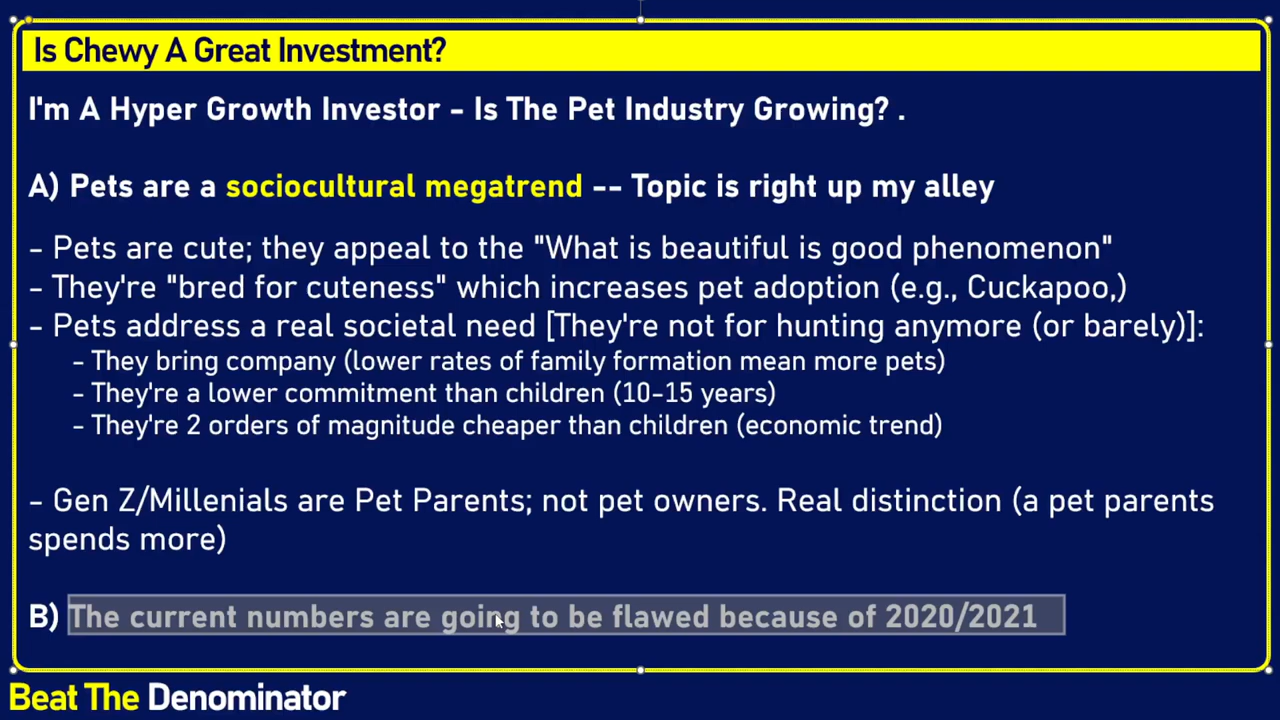 Is Chewy A Great Investment?
I'm A Hyper Growth Investor - Is The Pet Industry Growing? .
A) Pets are a sociocultural megatrend -- Topic is right up my alley
- Pets are cute; they appeal to the "What is beautiful is good phenomenon"
- They're "bred for cuteness" which increases pet adoption (e.g., Cuckapoo,)
- Pets address a real societal need [They're not for hunting anymore (or barely)]:
- They bring company (lower rates of family formation mean more pets)
- They're a lower commitment than children (10-15 years)
- They're 2 orders of magnitude cheaper than children (economic trend)
- Gen Z/Millenials are Pet Parents; not pet owners. Real distinction (a pet parents
spends more)
B) The current numbers are going to be flawed because of 2020/2021
Beat The Denominator